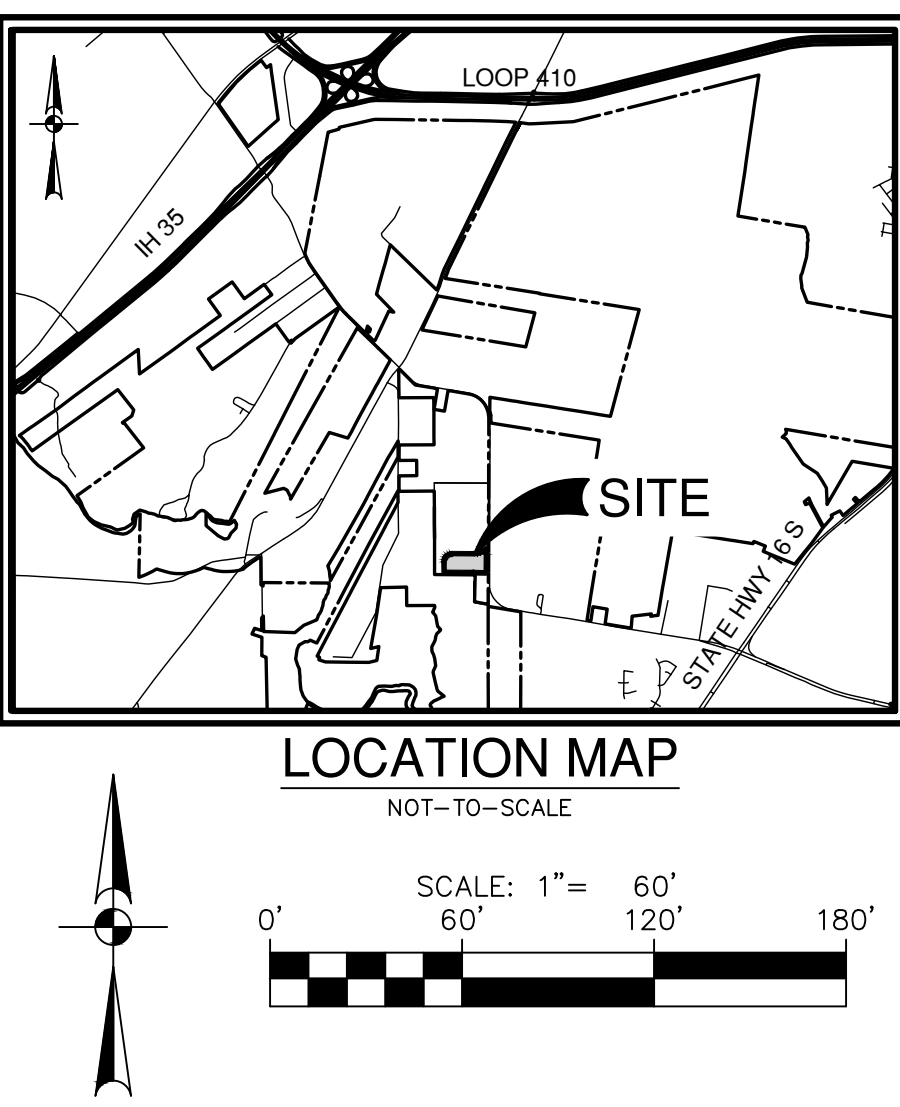 LOOP 410
IH 35
SITE
STATE HWY 16 S
LOCATION MAP
NOT-TO-SCALE
SCALE: 1"= 60'
0' 60' 120' 180'